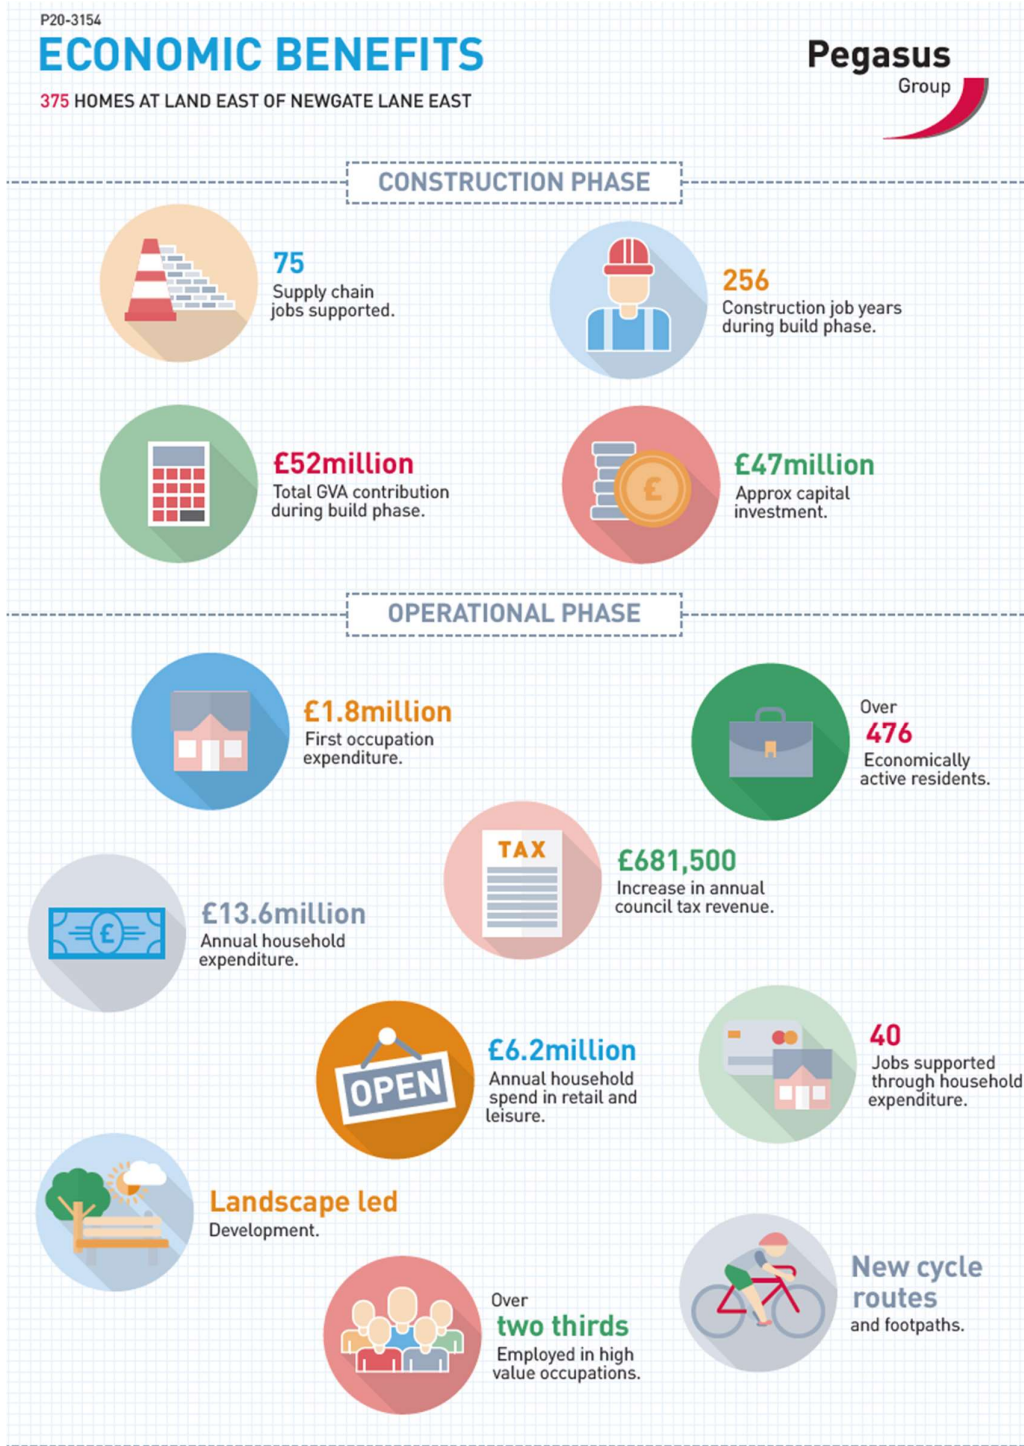 P20-3154
ECONOMIC BENEFITS
375 HOMES AT LAND EAST OF NEWGATE LANE EAST
Pegasus
Group
CONSTRUCTION PHASE
75
Supply chain
jobs supported.
256
Construction job years
during build phase.
£52million
Total GVA contribution
during build phase.
£
£47million
Approx capital
investment.
OPERATIONAL PHASE
£1.8million
First occupation
expenditure.
Over
476
Economically
active residents.
TAX
£681,500
Increase in annual
council tax revenue.
£
£13.6million
Annual household
expenditure.
OPEN
£6.2million
Annual household
spend in retail and
leisure.
40
Jobs supported
through household
expenditure.
Landscape led
Development.
Over
two thirds
Employed in high
value occupations.
New cycle
routes
and footpaths.